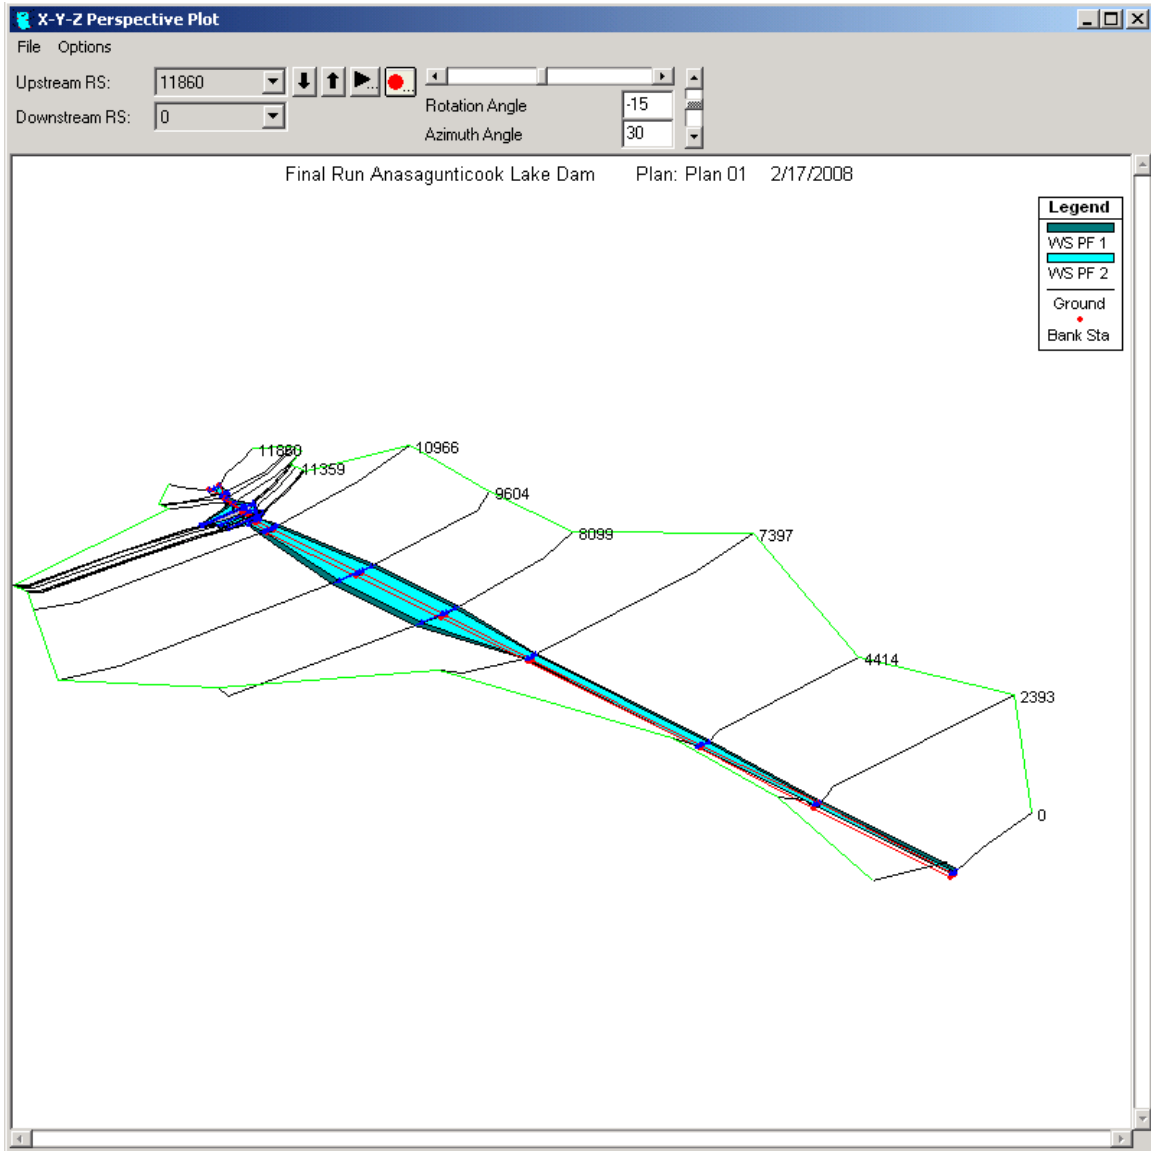 X-Y-Z Perspective Plot
File Options
Upstream RS: 11860
Downstream RS: 0
Rotation Angle -15
Azimuth Angle 30
Final Run Anasagunticook Lake Dam Plan: Plan 01 2/17/2008
Legend
WS PF 1
WS PF 2
Ground
Bank Sta
11860
10966
11359
9604
8099
7397
4414
2393
0